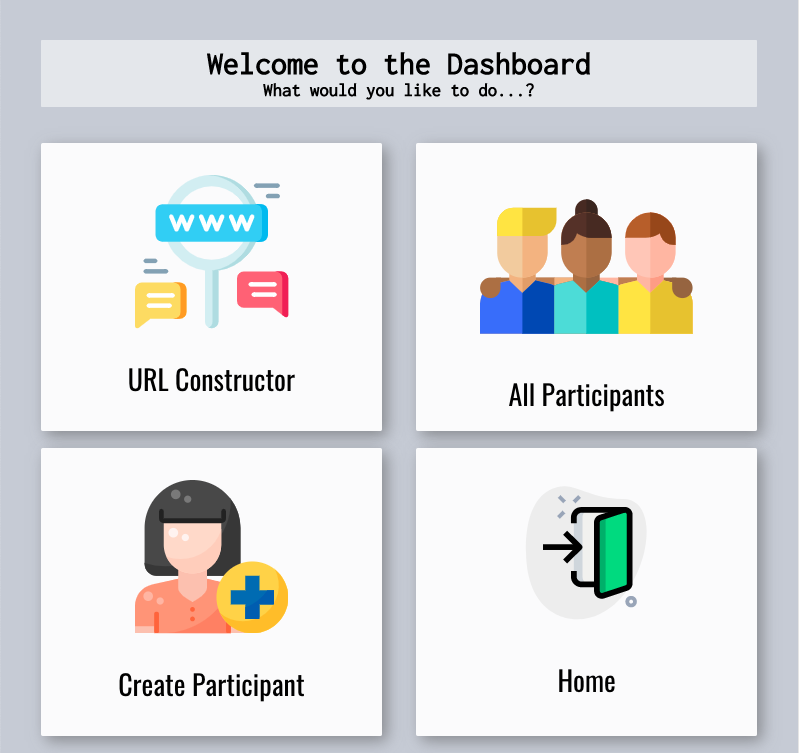 Welcome to the Dashboard
What would you like to do...?
WWW
URL Constructor
All Participants
Create Participant
Home